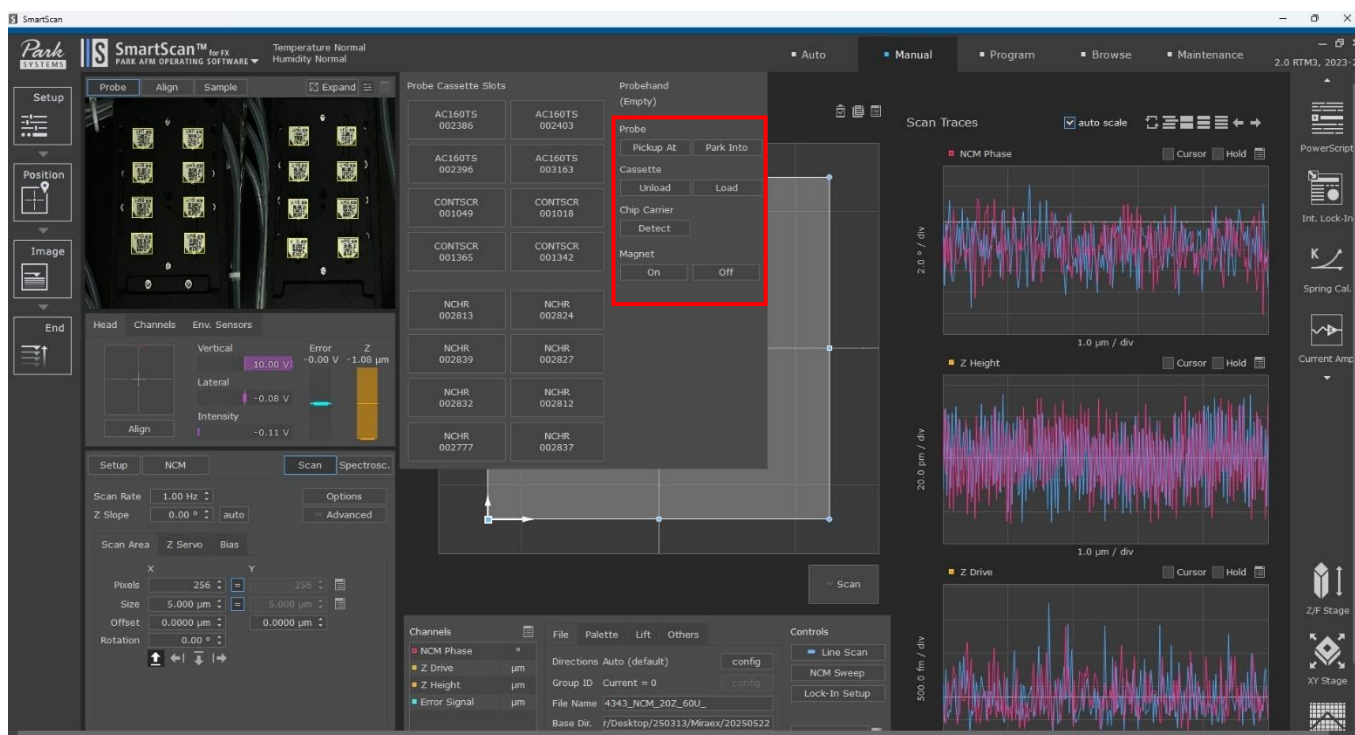 SmartScan
Park
SYSTEMS
SmartScan™ for FX
PARK AFM OPERATING SOFTWARE
Temperature Normal
Humidity Normal
Auto
Manual
Program
Browse
Maintenance
2.0 RTM3, 2023-
Setup
Position
Image
End
Probe Align Sample
Expand
Head Channels Env. Sensors
Vertical
10.00 V
Lateral
-0.08 V
Intensity
-0.11 V
Error
-0.00 V
Z
-1.08 µm
Align
Setup NCM Scan Spectrosc.
Scan Rate 1.00 Hz Options
Z Slope 0.00 ° auto Advanced
Scan Area Z Servo Bias
X Y
Pixels 256 = 256
Size 5.000 µm = 5.000 µm
Offset 0.0000 µm 0.0000 µm
Rotation 0.00 °
Probe Cassette Slots
AC160TS
002386
AC160TS
002403
AC160TS
002396
AC160TS
003163
CONTSCR
001049
CONTSCR
001018
CONTSCR
001365
CONTSCR
001342
NCHR
002813
NCHR
002824
NCHR
002839
NCHR
002827
NCHR
002832
NCHR
002812
NCHR
002777
NCHR
002837
Probehand
(Empty)
Probe
Pickup At Park Into
Cassette
Unload Load
Chip Carrier
Detect
Magnet
On Off
Scan
Channels
NCM Phase °
Z Drive µm
Z Height µm
Error Signal µm
File Palette Lift Others
Directions Auto (default) config
Group ID Current = 0 config
File Name 4343_NCM_20Z_60U_
Base Dir. r/Desktop/250313/Miraex/20250522
Controls
Line Scan
NCM Sweep
Lock-In Setup
Scan Traces
auto scale
NCM Phase
Cursor Hold
2.0 ° / div
1.0 µm / div
Z Height
Cursor Hold
20.0 pm / div
1.0 µm / div
Z Drive
Cursor Hold
500.0 fm / div
PowerScript
Int. Lock-In
K
Spring Cal.
Current Amp
Z/F Stage
XY Stage